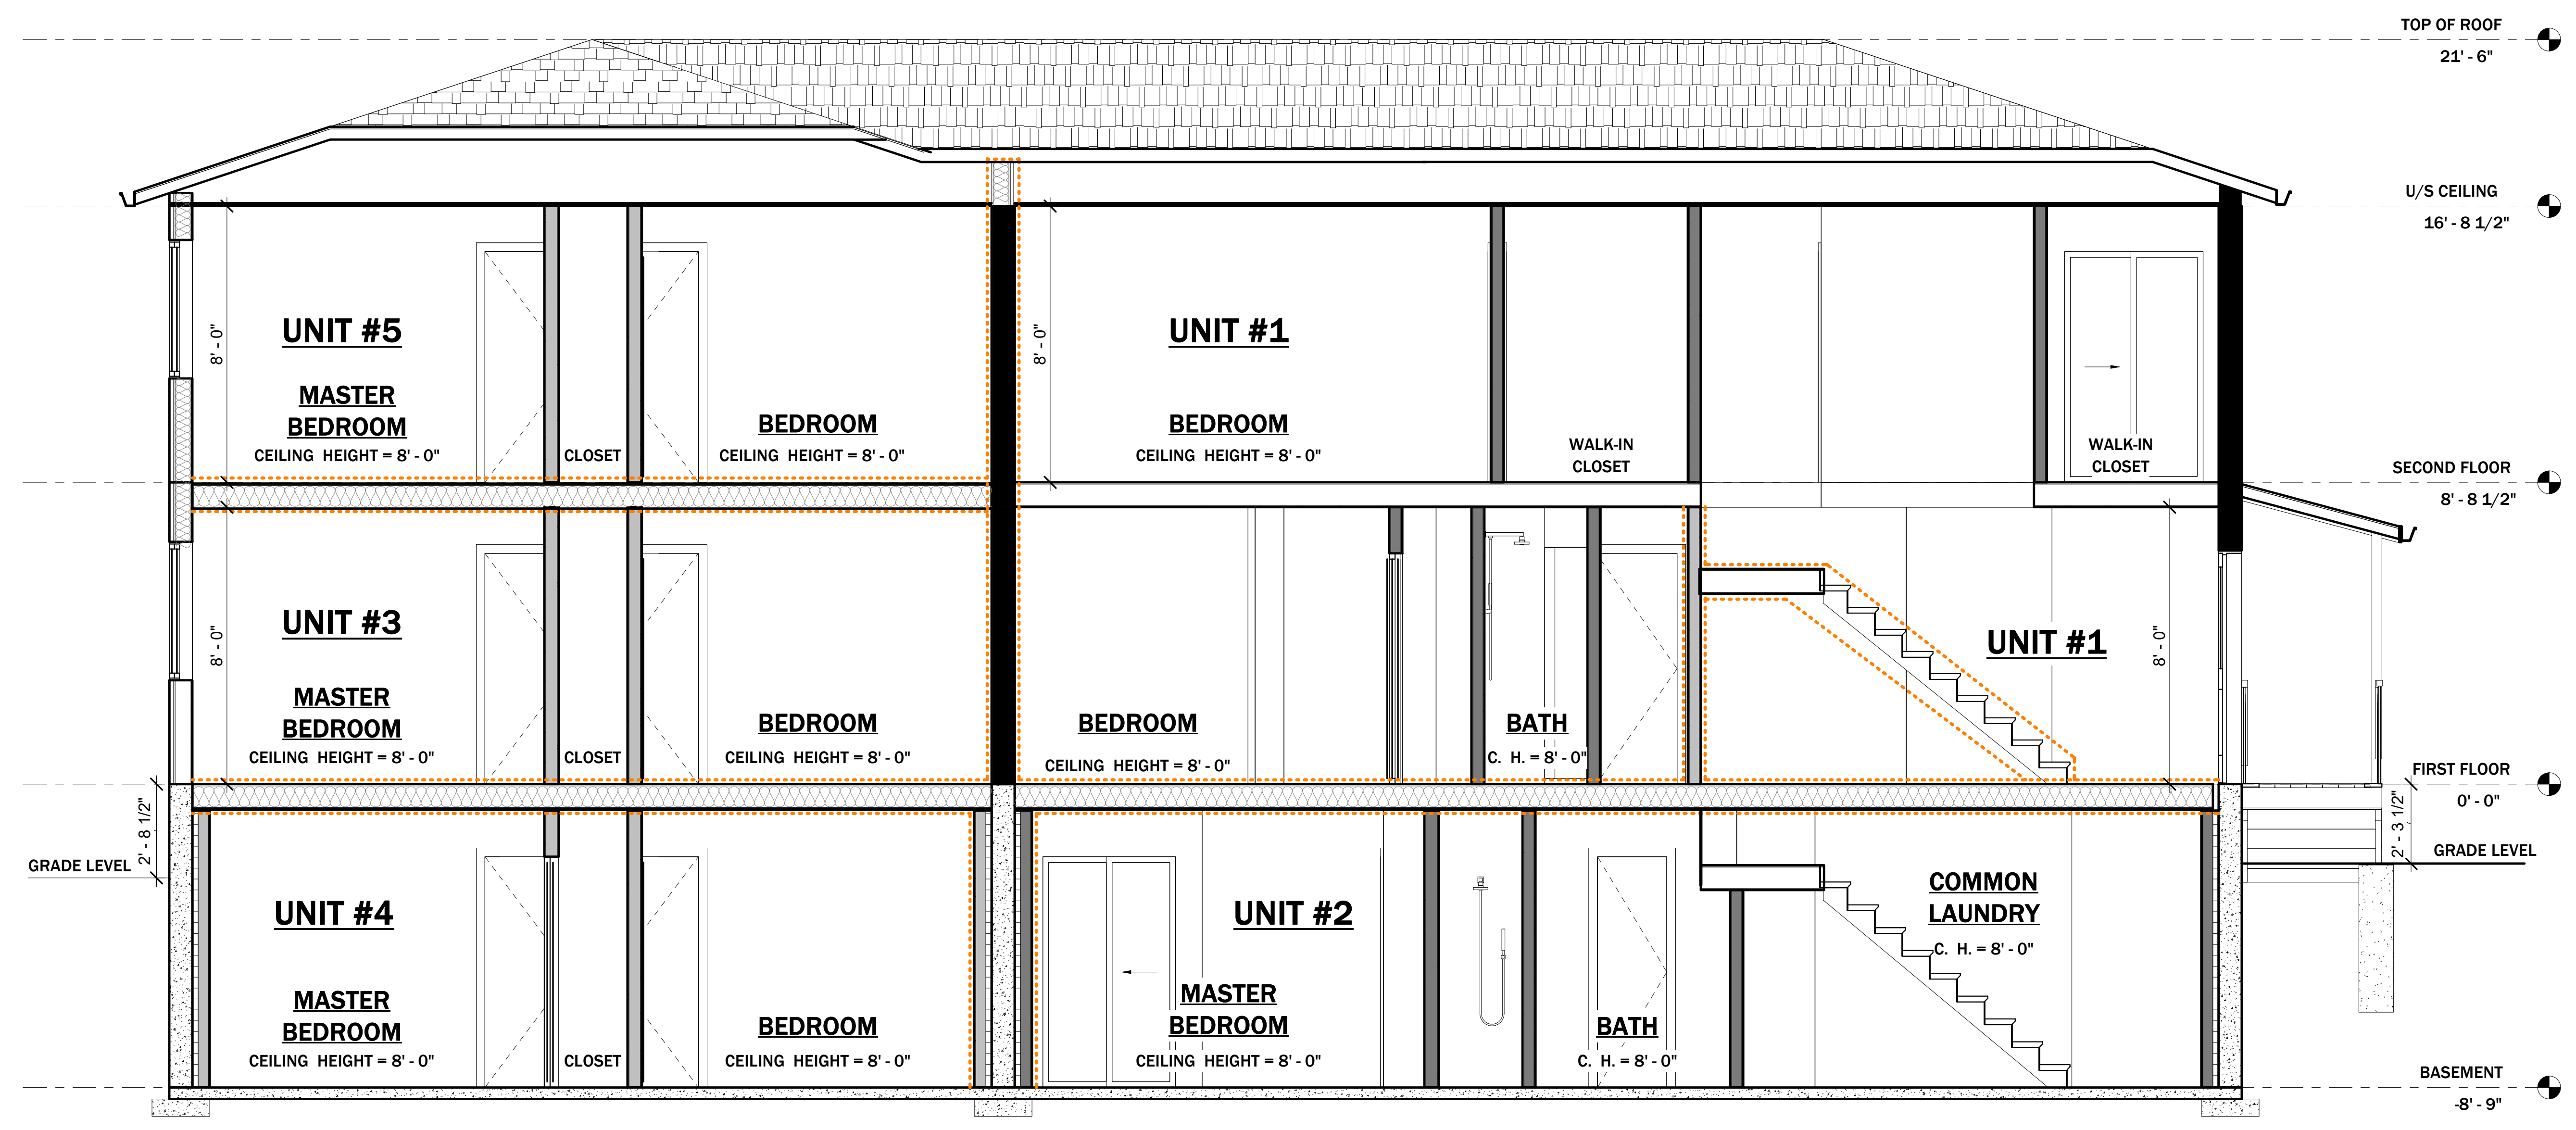 TOP OF ROOF
21' - 6"
U/S CEILING
16' - 8 1/2"
8' - 0"
UNIT #5
MASTER
BEDROOM
CEILING HEIGHT = 8' - 0"
CLOSET
BEDROOM
CEILING HEIGHT = 8' - 0"
8' - 0"
UNIT #1
BEDROOM
CEILING HEIGHT = 8' - 0"
WALK-IN
CLOSET
WALK-IN
CLOSET
SECOND FLOOR
8' - 8 1/2"
8' - 0"
UNIT #3
MASTER
BEDROOM
CEILING HEIGHT = 8' - 0"
CLOSET
BEDROOM
CEILING HEIGHT = 8' - 0"
BEDROOM
CEILING HEIGHT = 8' - 0"
BATH
C. H. = 8' - 0"
UNIT #1
8' - 0"
FIRST FLOOR
0' - 0"
2' - 8 1/2"
GRADE LEVEL
2' - 3 1/2"
GRADE LEVEL
UNIT #4
MASTER
BEDROOM
CEILING HEIGHT = 8' - 0"
CLOSET
BEDROOM
CEILING HEIGHT = 8' - 0"
UNIT #2
MASTER
BEDROOM
CEILING HEIGHT = 8' - 0"
BATH
C. H. = 8' - 0"
COMMON
LAUNDRY
C. H. = 8' - 0"
BASEMENT
-8' - 9"